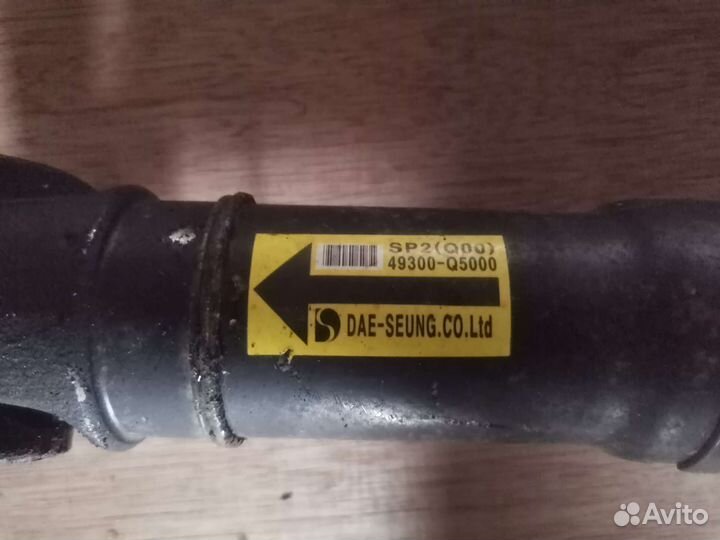 SP2(Q00)
49300-Q5000
DAE-SEUNG.CO.Ltd
Avito